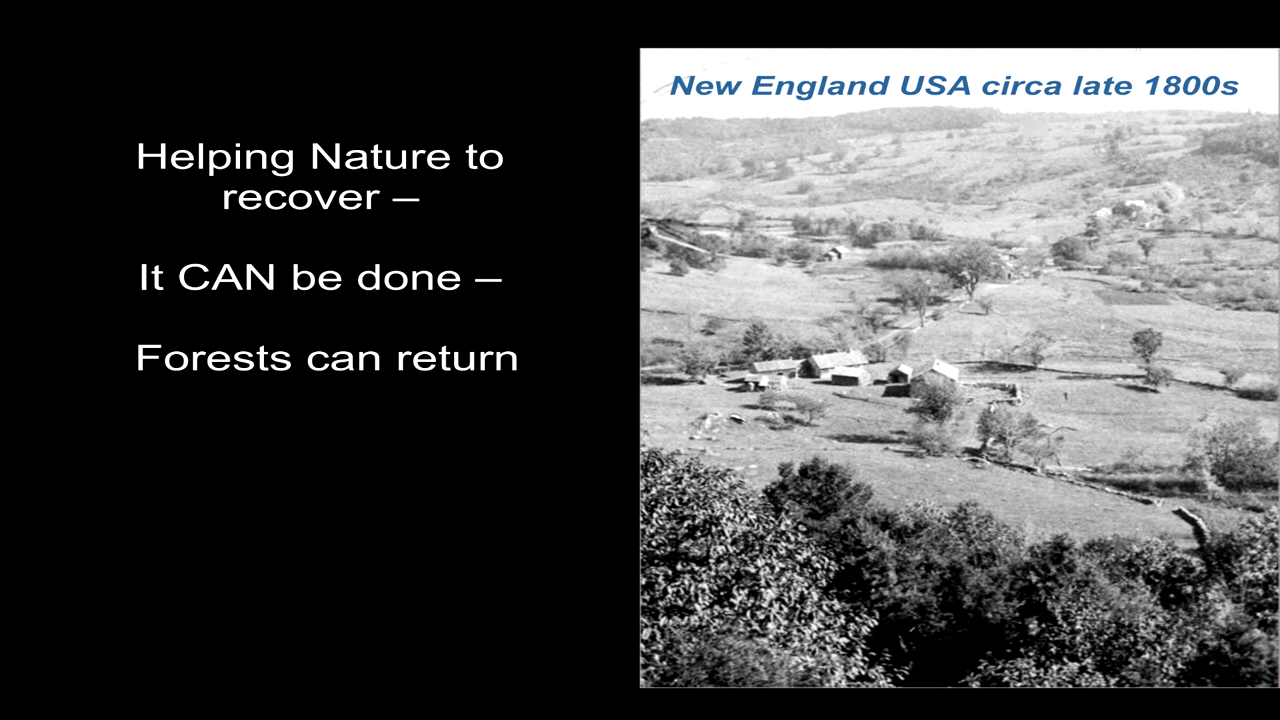 Helping Nature to
recover –
It CAN be done –
Forests can return
New England USA circa late 1800s